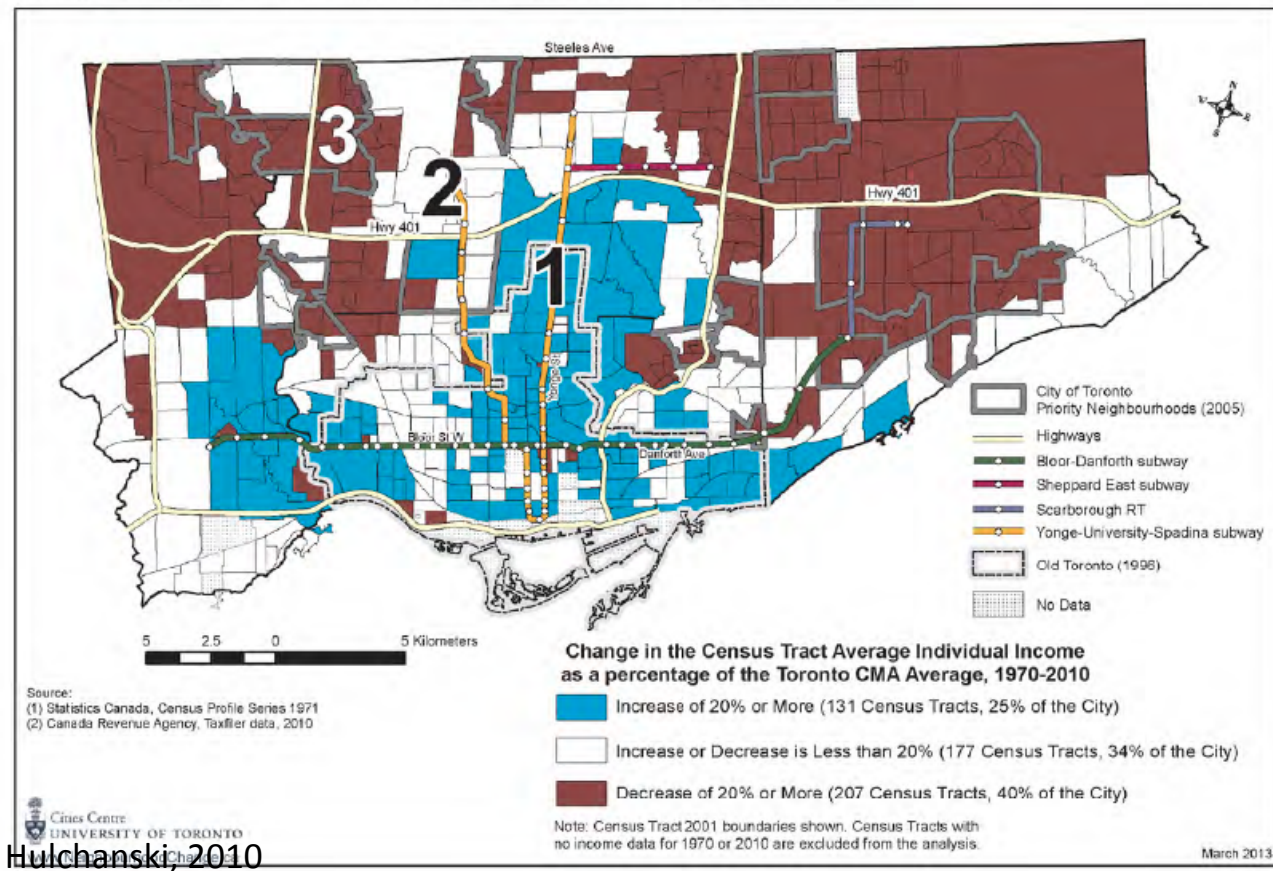 Steeles Ave
3
2
Hwy 401
Hwy 401
1
Yonge St
Bloor St W
Danforth Ave
N
E
S
City of Toronto
Priority Neighbourhoods (2005)
Highways
Bloor-Danforth subway
Sheppard East subway
Scarborough RT
Yonge-University-Spadina subway
Old Toronto (1996)
No Data
5 2.5 0 5 Kilometers
Change in the Census Tract Average Individual Income
as a percentage of the Toronto CMA Average, 1970-2010
Increase of 20% or More (131 Census Tracts, 25% of the City)
Increase or Decrease is Less than 20% (177 Census Tracts, 34% of the City)
Decrease of 20% or More (207 Census Tracts, 40% of the City)
Note: Census Tract 2001 boundaries shown. Census Tracts with
no income data for 1970 or 2010 are excluded from the analysis.
Source:
(1) Statistics Canada, Census Profile Series 1971
(2) Canada Revenue Agency, Taxfiler data, 2010
Cities Centre
UNIVERSITY OF TORONTO
Hulchanski, 2010
March 2013